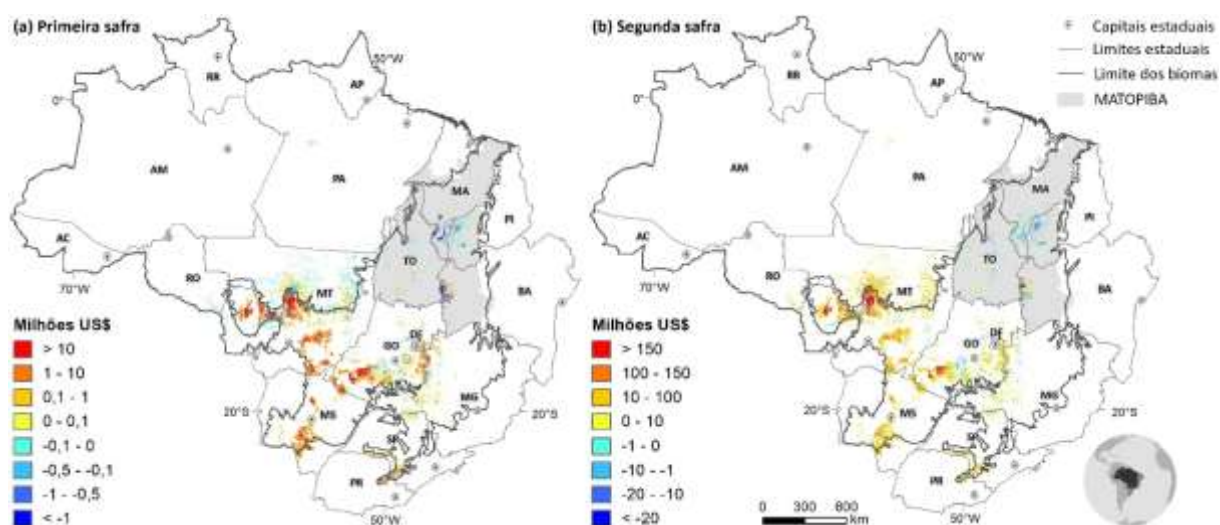 (a) Primeira safra
(b) Segunda safra
Capitais estaduais
Limites estaduais
Limite dos biomas
MATOPIBA
50°W
RR
AP
0°
AM
PA
MA
PI
AC
TO
RO
70°W
MT
BA
DF
GO
MG
20°S
20°S
MS
SP
PR
50°W
Milhões US$
> 10
1 - 10
0,1 - 1
0 - 0,1
-0,1 - 0
-0,5 - -0,1
-1 - -0,5
< -1
50°W
RR
AP
0°
AM
PA
MA
PI
AC
TO
RO
70°W
MT
BA
DF
GO
MG
20°S
20°S
MS
SP
PR
50°W
Milhões US$
> 150
100 - 150
10 - 100
0 - 10
-1 - 0
-10 - -1
-20 - -10
< -20
0 300 600
km